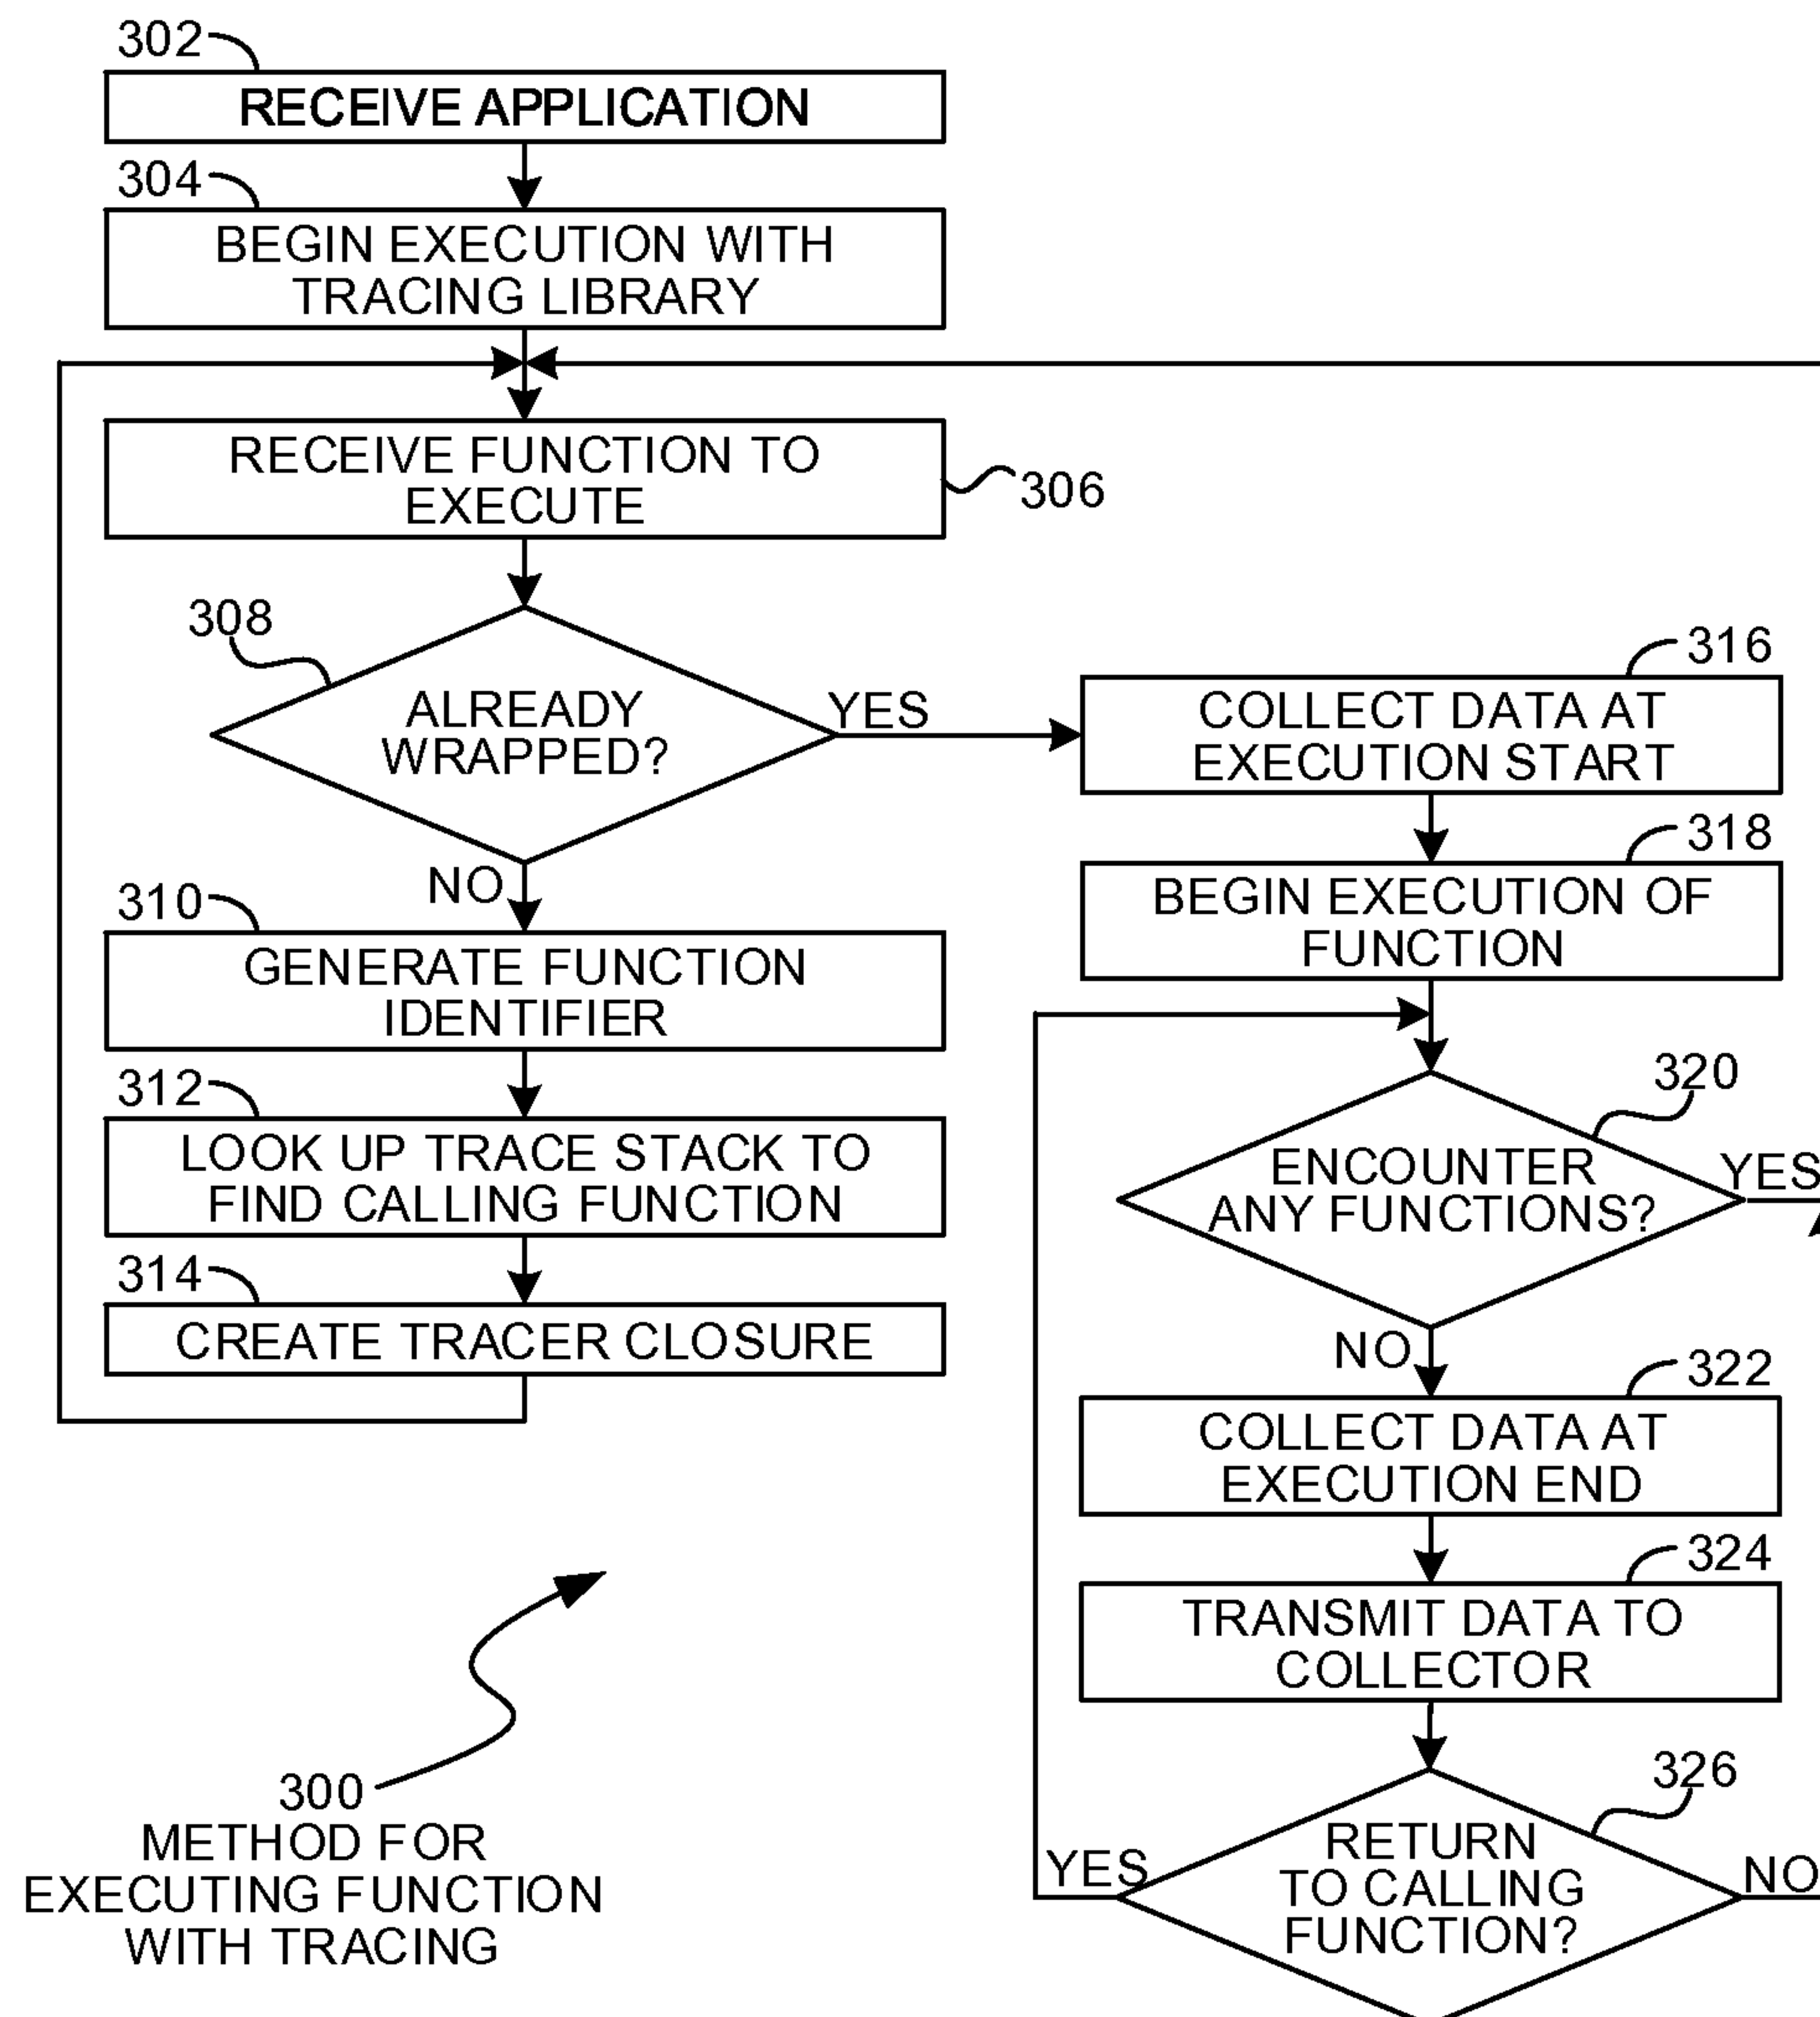 302
RECEIVE APPLICATION
304
BEGIN EXECUTION WITH
TRACING LIBRARY
RECEIVE FUNCTION TO
EXECUTE
306
308
ALREADY
WRAPPED?
YES
NO
310
GENERATE FUNCTION
IDENTIFIER
312
LOOK UP TRACE STACK TO
FIND CALLING FUNCTION
314
CREATE TRACER CLOSURE
316
COLLECT DATA AT
EXECUTION START
318
BEGIN EXECUTION OF
FUNCTION
320
ENCOUNTER
ANY FUNCTIONS?
YES
NO
322
COLLECT DATA AT
EXECUTION END
324
TRANSMIT DATA TO
COLLECTOR
326
RETURN
TO CALLING
FUNCTION?
YES
NO
300
METHOD FOR
EXECUTING FUNCTION
WITH TRACING